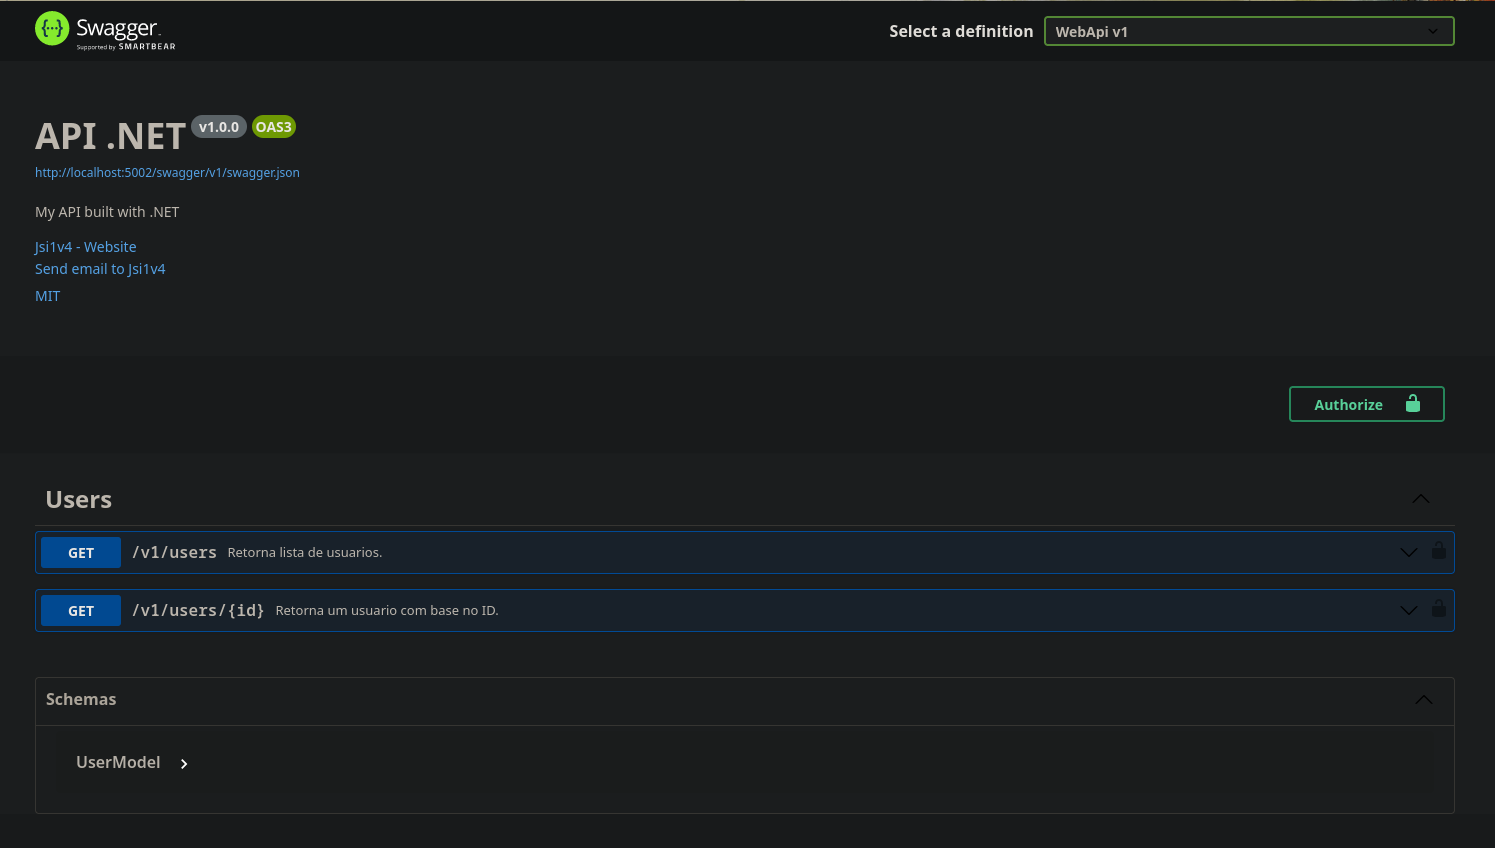 Swagger
Supported by SMARTBEAR
Select a definition
WebApi v1
API .NET v1.0.0 OAS3
http://localhost:5002/swagger/v1/swagger.json
My API built with .NET
Jsi1v4 - Website
Send email to Jsi1v4
MIT
Authorize
Users
GET /v1/users Retorna lista de usuarios.
GET /v1/users/{id} Retorna um usuario com base no ID.
Schemas
UserModel